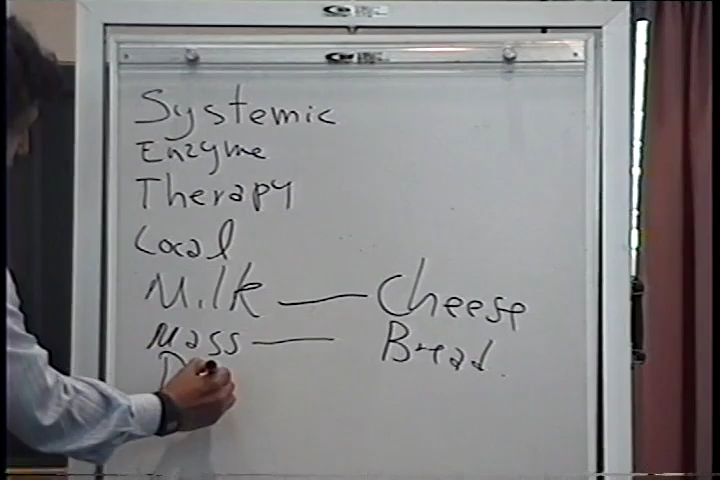 Systemic
Enzyme
Therapy
Local
Milk — Cheese
Mass — Bread.
D